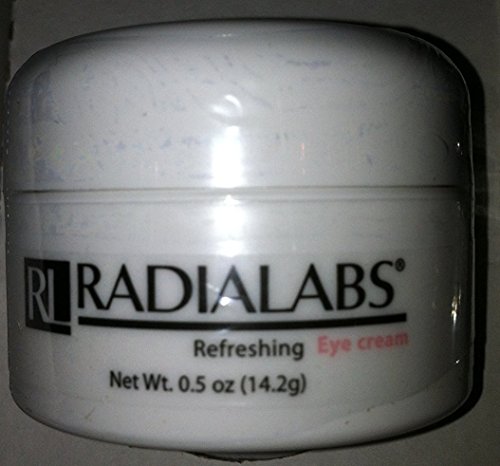 RL RADIALABS®
Refreshing Eye cream
Net Wt. 0.5 oz (14.2g)